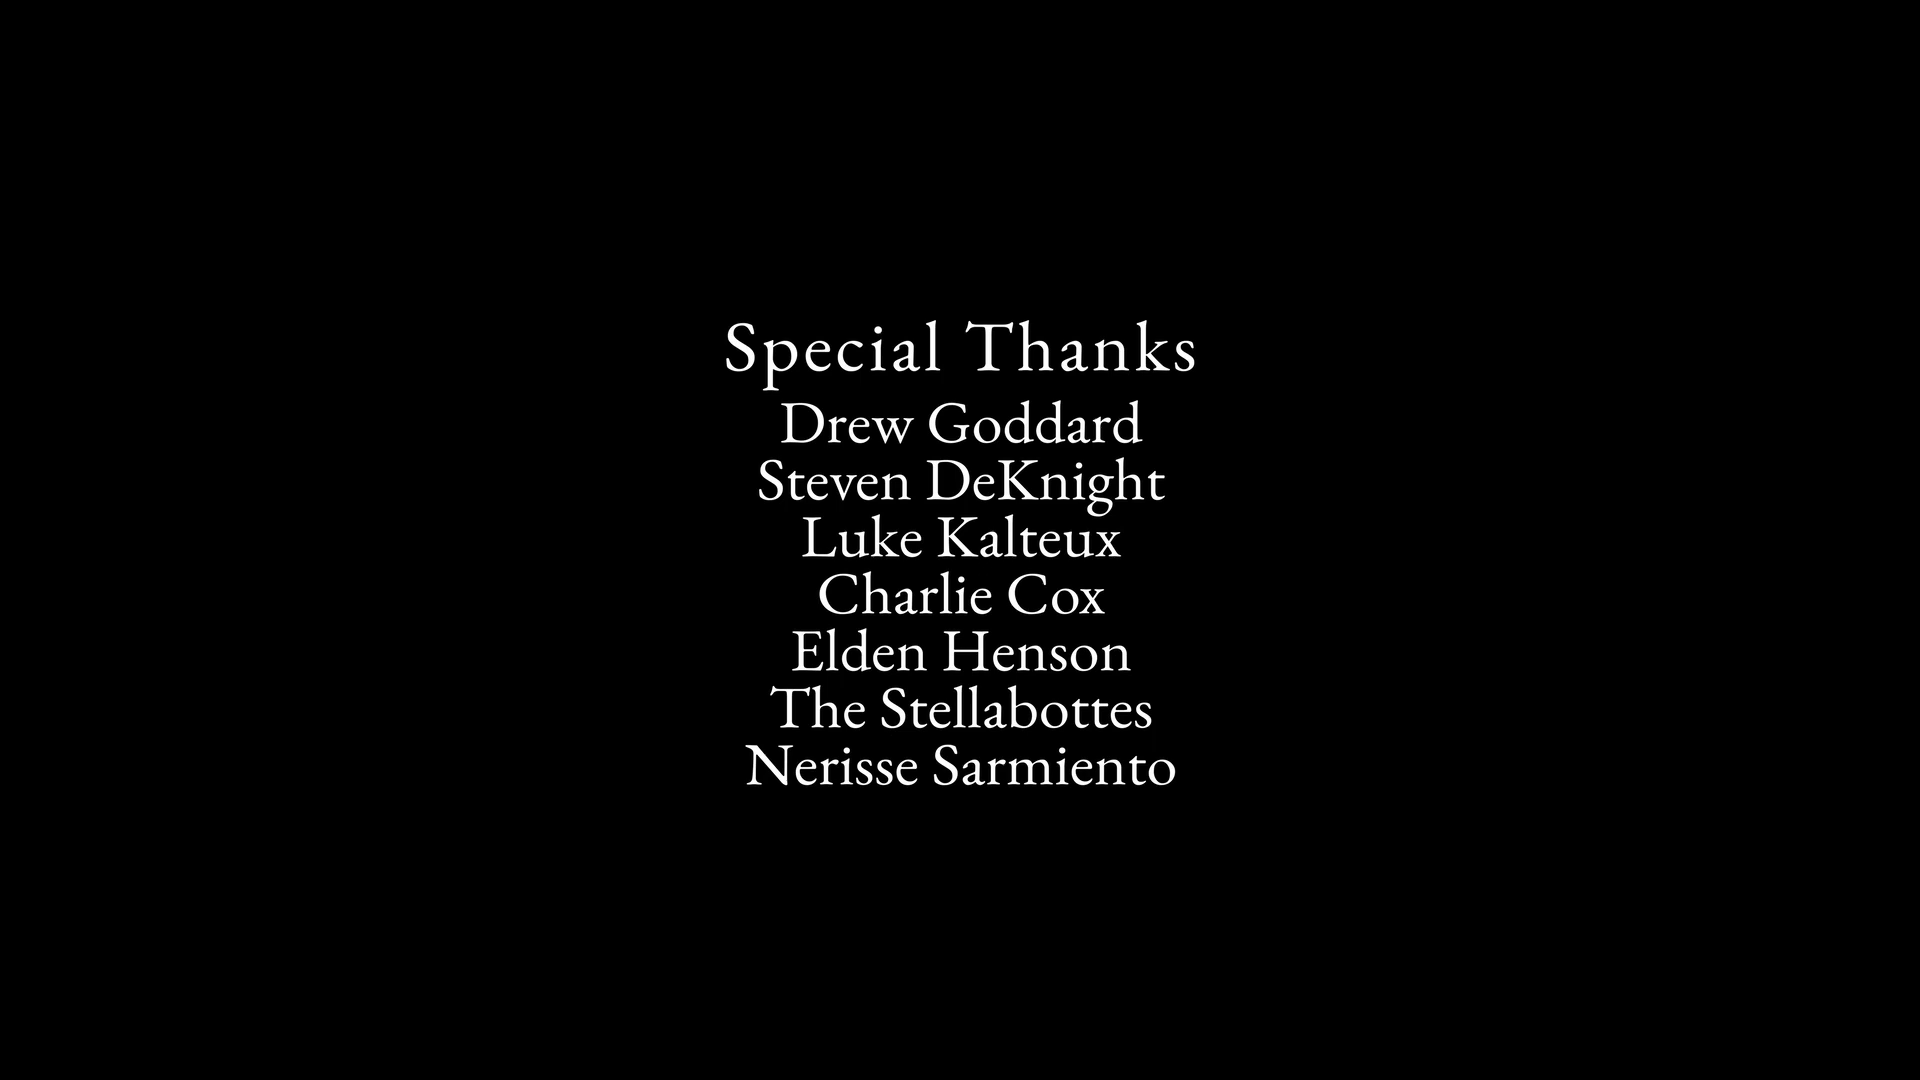 Special Thanks
Drew Goddard
Steven DeKnight
Luke Kalteux
Charlie Cox
Elden Henson
The Stellabottes
Nerisse Sarmiento